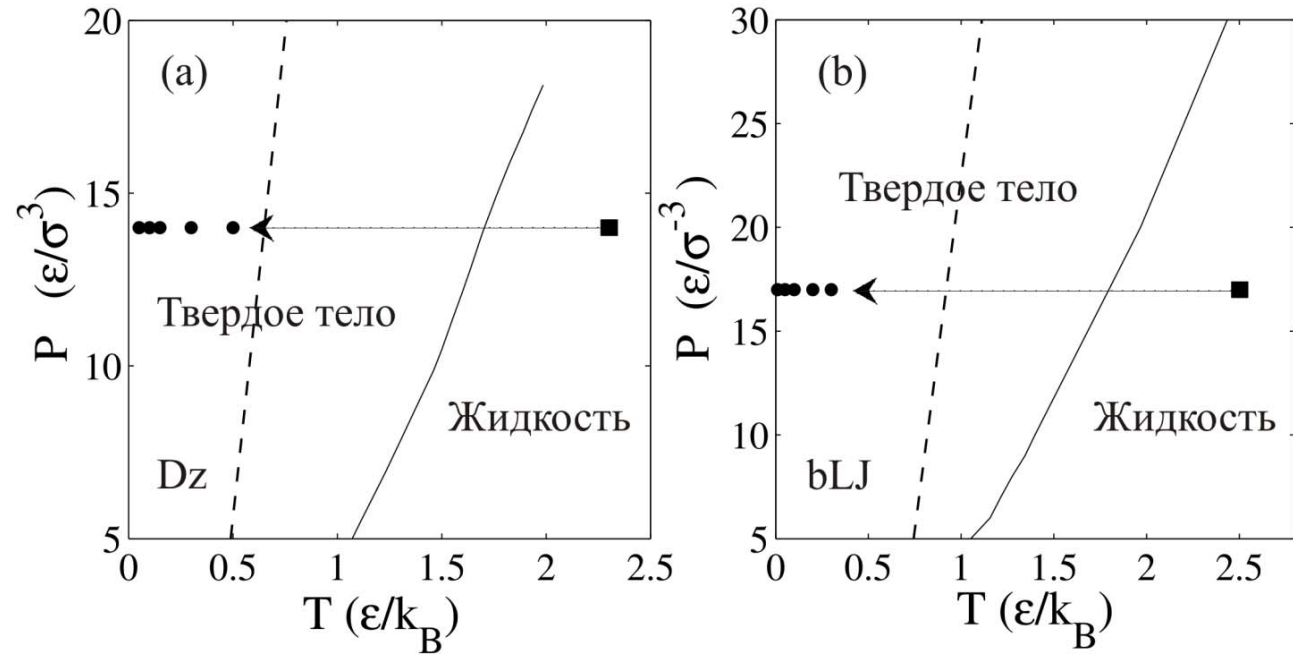 (a)
20
15
10
5
P (ε/σ³)
Твердое тело
Жидкость
Dz
0
0.5
1
1.5
2
2.5
T (ε/k_B)
(b)
30
25
20
15
10
5
P (ε/σ⁻³)
Твердое тело
Жидкость
bLJ
0
0.5
1
1.5
2
2.5
T (ε/k_B)